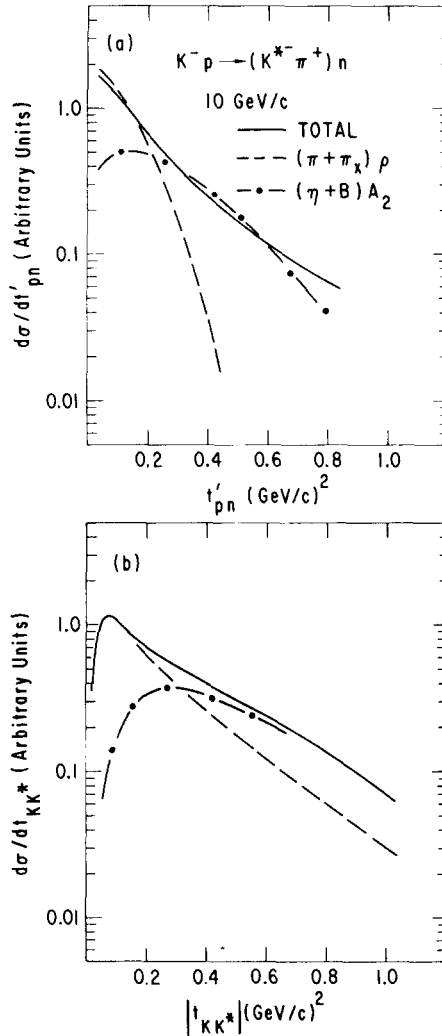 (a)
K⁻p → (K*⁻π⁺) n
10 GeV/c
TOTAL
(π + πₓ) ρ
(η + B) A₂
1.0
0.1
0.01
dσ/dt′pn (Arbitrary Units)
0.2 0.4 0.6 0.8 1.0
t′pn (GeV/c)²
(b)
1.0
0.1
0.01
dσ/dtKK* (Arbitrary Units)
0.2 0.4 0.6 0.8 1.0
|tKK*| (GeV/c)²